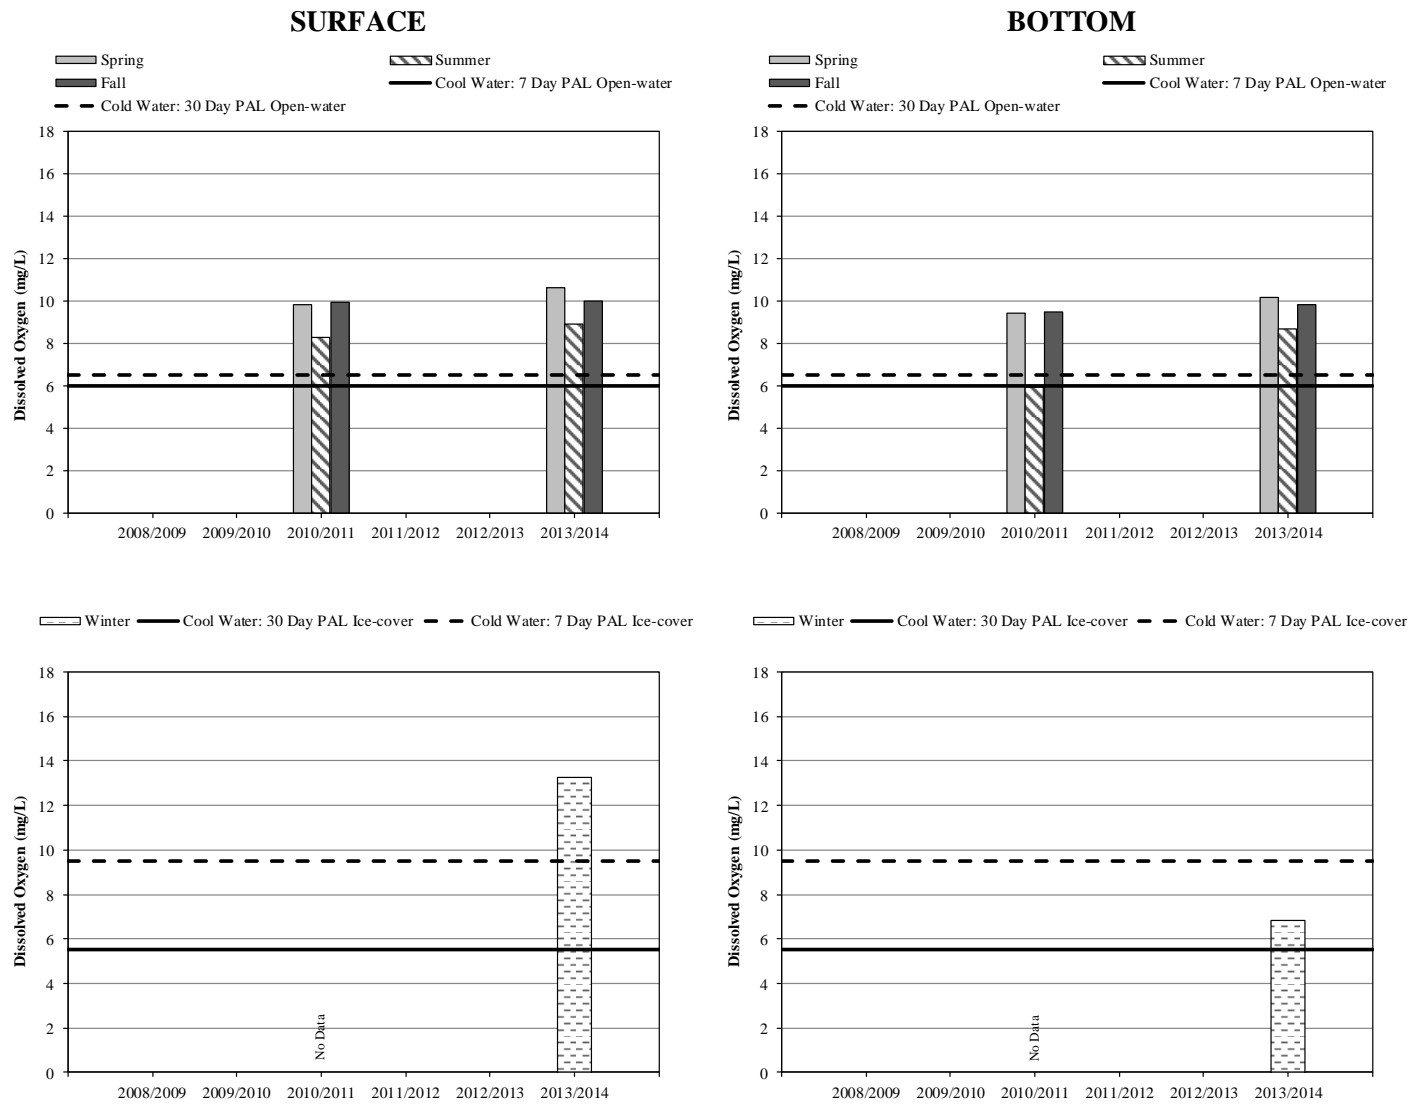 SURFACE
Spring
Summer
Fall
Cool Water: 7 Day PAL Open-water
Cold Water: 30 Day PAL Open-water
18
16
14
12
10
8
6
4
2
0
Dissolved Oxygen (mg/L)
2008/2009 2009/2010 2010/2011 2011/2012 2012/2013 2013/2014
BOTTOM
Spring
Summer
Fall
Cool Water: 7 Day PAL Open-water
Cold Water: 30 Day PAL Open-water
18
16
14
12
10
8
6
4
2
0
Dissolved Oxygen (mg/L)
2008/2009 2009/2010 2010/2011 2011/2012 2012/2013 2013/2014
Winter Cool Water: 30 Day PAL Ice-cover Cold Water: 7 Day PAL Ice-cover
18
16
14
12
10
8
6
4
2
0
Dissolved Oxygen (mg/L)
No Data
2008/2009 2009/2010 2010/2011 2011/2012 2012/2013 2013/2014
Winter Cool Water: 30 Day PAL Ice-cover Cold Water: 7 Day PAL Ice-cover
18
16
14
12
10
8
6
4
2
0
Dissolved Oxygen (mg/L)
No Data
2008/2009 2009/2010 2010/2011 2011/2012 2012/2013 2013/2014